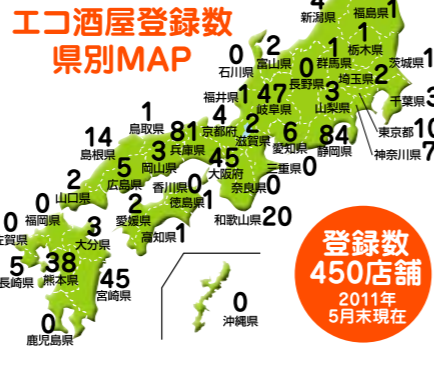 エコ酒屋登録数
県別MAP
4
新潟県
福島県 1
1
栃木県
茨城県 1
0
石川県
2
富山県
1
群馬県
0
長野県
埼玉県 2
千葉県 3
福井県 1
47
岐阜県
3
山梨県
東京都 10
神奈川県 7
1
鳥取県
4
京都府
2
滋賀県
6
愛知県
84
静岡県
14
島根県
81
兵庫県
3
岡山県
45
大阪府
三重県 0
5
広島県
香川県 0
奈良県 0
2
山口県
2
愛媛県
徳島県 1
和歌山県 20
0
福岡県
高知県 1
0
佐賀県
3
大分県
5
長崎県
38
熊本県
45
宮崎県
0
鹿児島県
0
沖縄県
登録数
450店舗
2011年
5月末現在